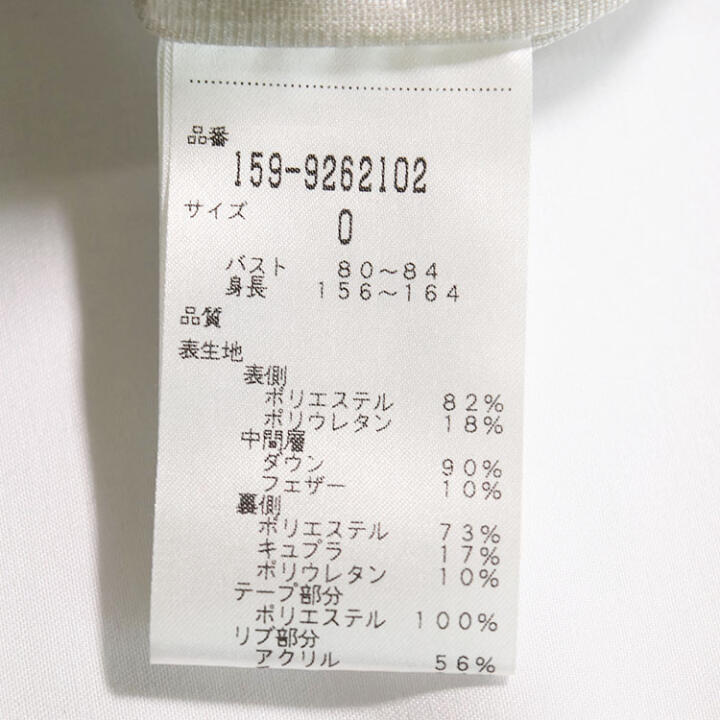 品番
159-9262102
サイズ
0
バスト 80～84
身長 156～164
品質
表生地
表側
ポリエステル 82%
ポリウレタン 18%
中間層
ダウン 90%
フェザー 10%
裏側
ポリエステル 73%
キュプラ 17%
ポリウレタン 10%
テープ部分
ポリエステル 100%
リブ部分
アクリル 56%